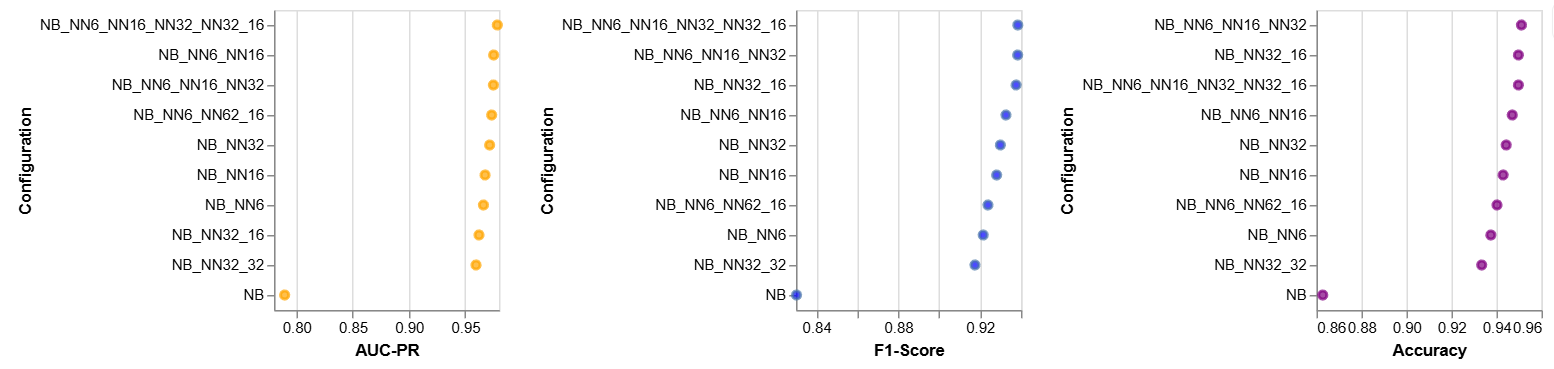 Configuration
NB_NN6_NN16_NN32_NN32_16
NB_NN6_NN16
NB_NN6_NN16_NN32
NB_NN6_NN62_16
NB_NN32
NB_NN16
NB_NN6
NB_NN32_16
NB_NN32_32
NB
0.80 0.85 0.90 0.95
AUC-PR
Configuration
NB_NN6_NN16_NN32_NN32_16
NB_NN6_NN16_NN32
NB_NN32_16
NB_NN6_NN16
NB_NN32
NB_NN16
NB_NN6_NN62_16
NB_NN6
NB_NN32_32
NB
0.84 0.88 0.92
F1-Score
Configuration
NB_NN6_NN16_NN32
NB_NN32_16
NB_NN6_NN16_NN32_NN32_16
NB_NN6_NN16
NB_NN32
NB_NN16
NB_NN6_NN62_16
NB_NN6
NB_NN32_32
NB
0.86 0.88 0.90 0.92 0.94 0.96
Accuracy